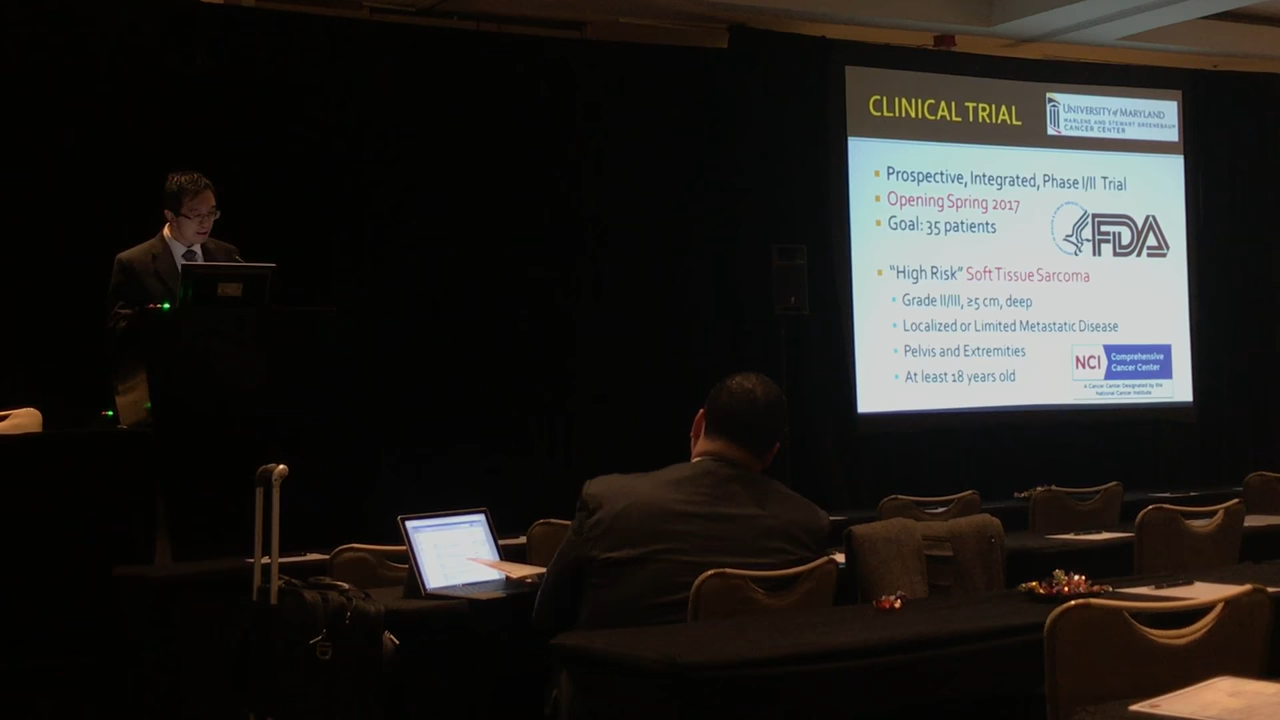 CLINICAL TRIAL
UNIVERSITY of MARYLAND
MARLENE AND STEWART GREENEBAUM
CANCER CENTER
Prospective, Integrated, Phase I/II Trial
Opening Spring 2017
Goal: 35 patients
FDA
"High Risk" Soft Tissue Sarcoma
Grade II/III, ≥5 cm, deep
Localized or Limited Metastatic Disease
Pelvis and Extremities
At least 18 years old
NCI
Comprehensive
Cancer Center
A Cancer Center Designated by the
National Cancer Institute